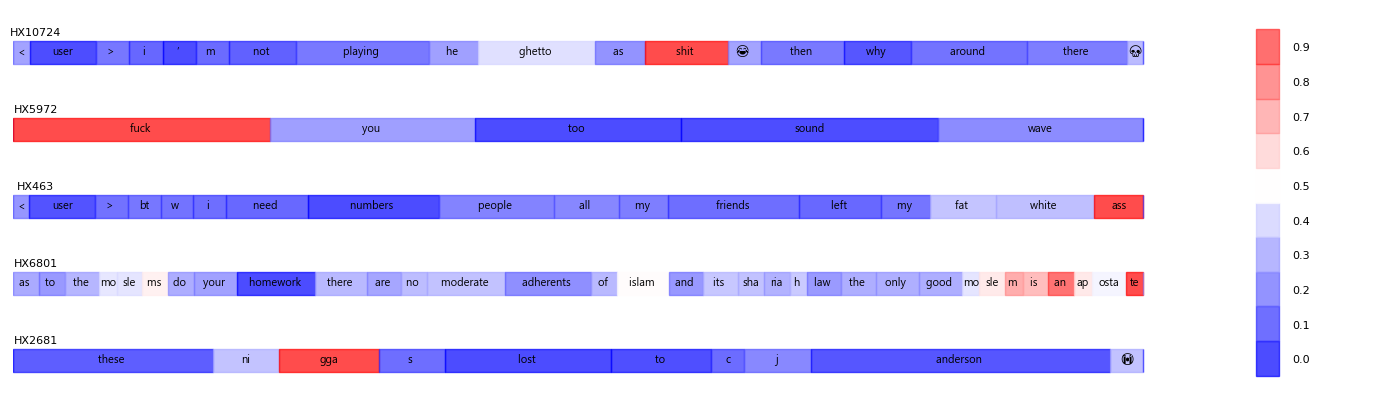 HX10724
< user > i ' m not playing he ghetto as shit 😂 then why around there 💀
HX5972
fuck you too sound wave
HX463
< user > bt w i need numbers people all my friends left my fat white ass
HX6801
as to the mo sle ms do your homework there are no moderate adherents of islam and its sha ria h law the only good mo sle m is an ap osta te
HX2681
these ni gga s lost to c j anderson
0.9
0.8
0.7
0.6
0.5
0.4
0.3
0.2
0.1
0.0